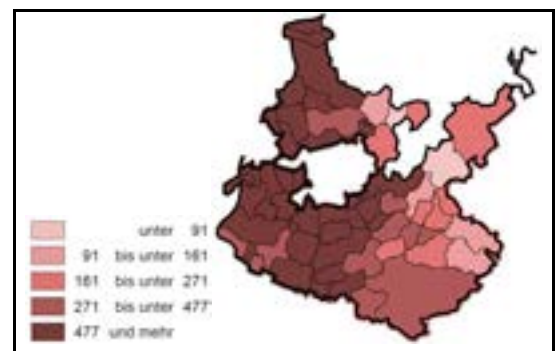 unter 91
91 bis unter 161
161 bis unter 271
271 bis unter 477
477 und mehr